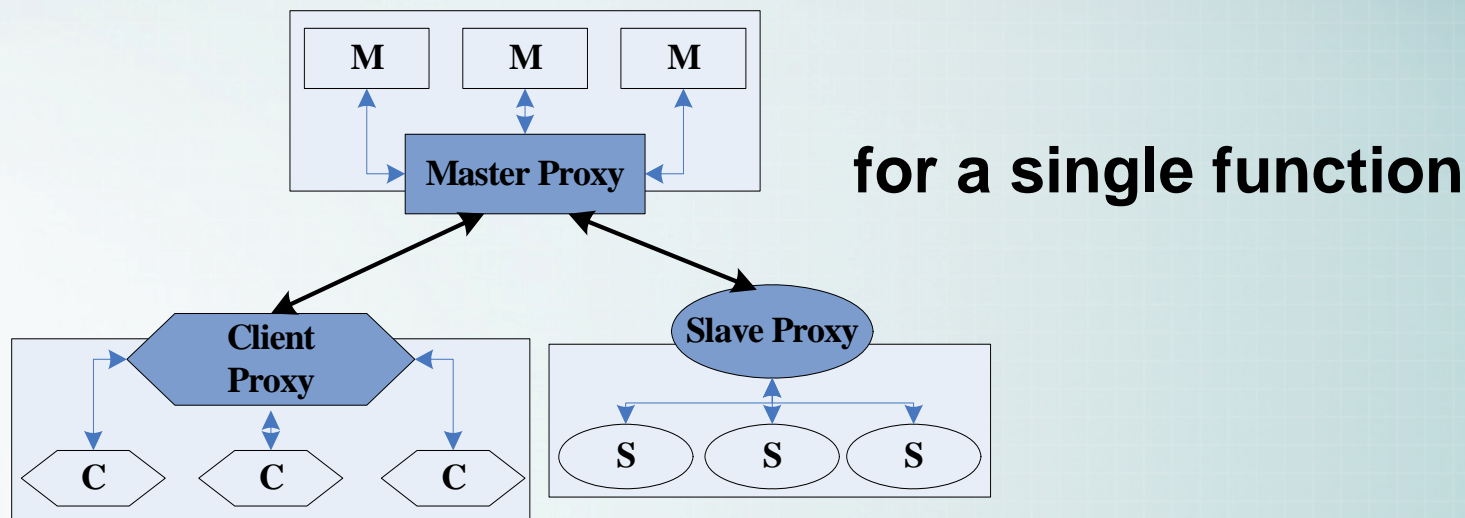 M M M
Master Proxy
for a single function
Client
Proxy
Slave Proxy
C C C
S S S